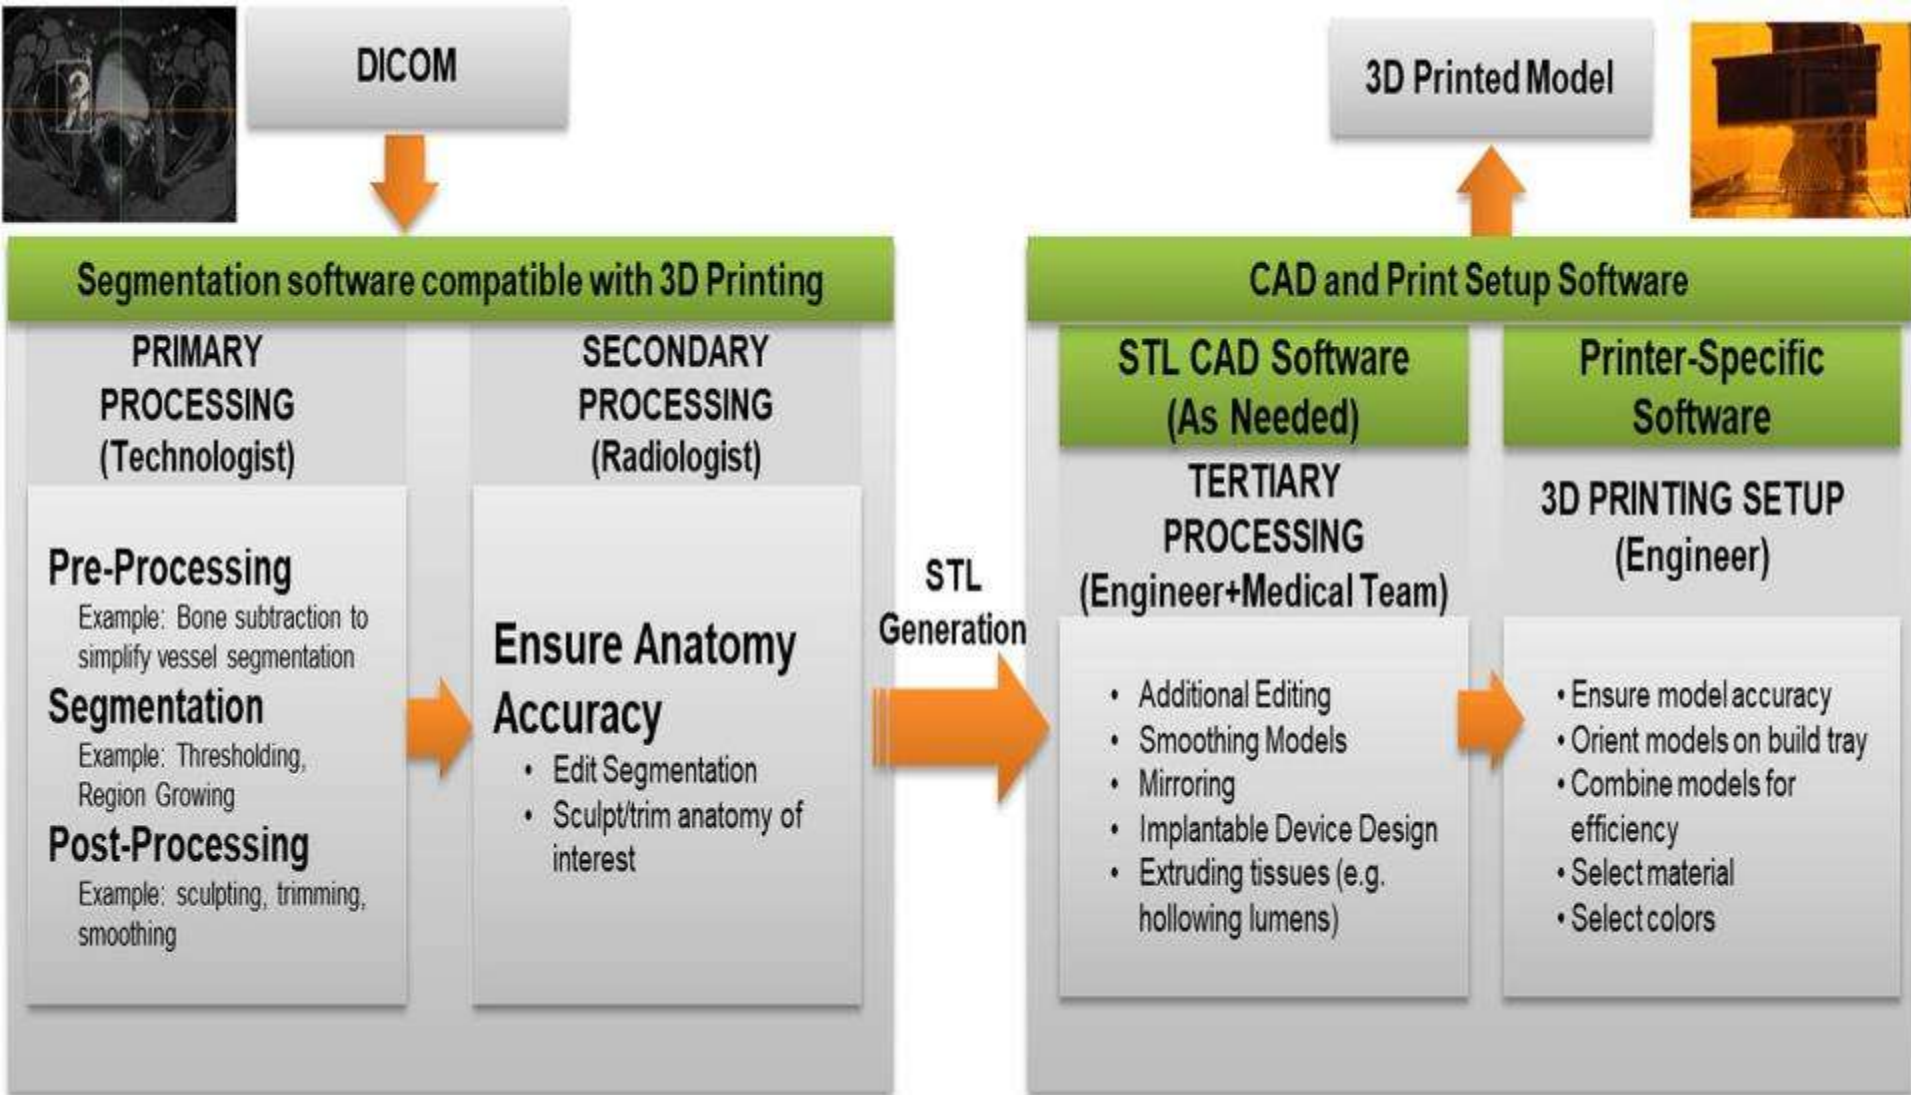 DICOM
3D Printed Model
Segmentation software compatible with 3D Printing
PRIMARY
PROCESSING
(Technologist)
Pre-Processing
Example: Bone subtraction to
simplify vessel segmentation
Segmentation
Example: Thresholding,
Region Growing
Post-Processing
Example: sculpting, trimming,
smoothing
SECONDARY
PROCESSING
(Radiologist)
Ensure Anatomy
Accuracy
• Edit Segmentation
• Sculpt/trim anatomy of
interest
STL
Generation
CAD and Print Setup Software
STL CAD Software
(As Needed)
TERTIARY
PROCESSING
(Engineer+Medical Team)
• Additional Editing
• Smoothing Models
• Mirroring
• Implantable Device Design
• Extruding tissues (e.g.
hollowing lumens)
Printer-Specific
Software
3D PRINTING SETUP
(Engineer)
• Ensure model accuracy
• Orient models on build tray
• Combine models for
efficiency
• Select material
• Select colors